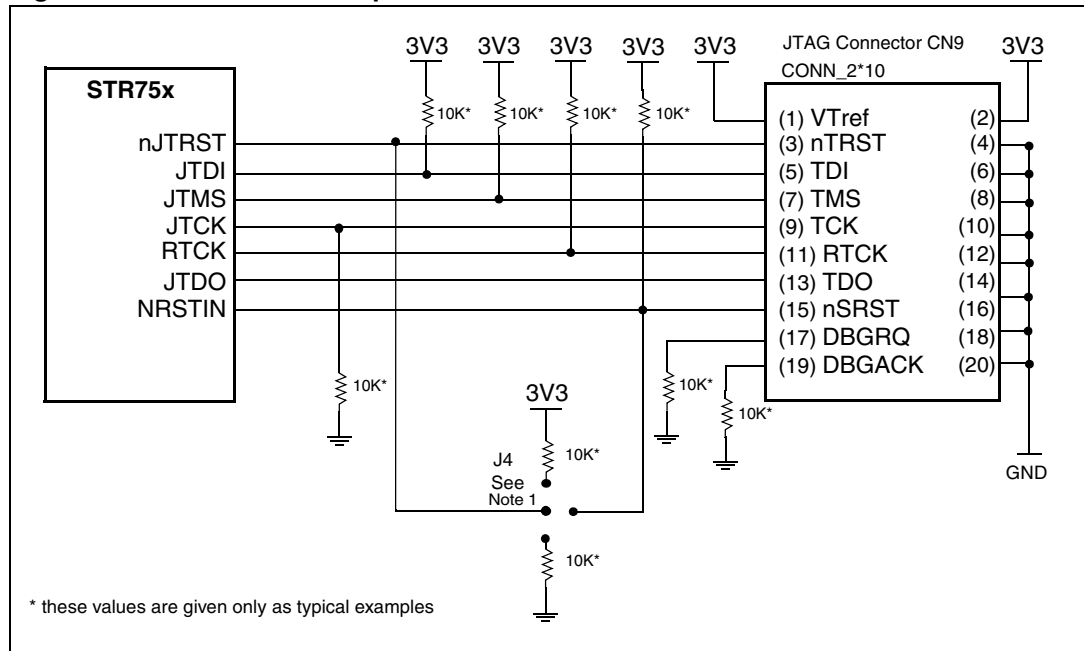 3V3 3V3 3V3 3V3 3V3 JTAG Connector CN9 3V3
CONN_2*10
STR75x
10K* 10K* 10K* 10K*
(1) VTref (2)
nJTRST (3) nTRST (4)
JTDI (5) TDI (6)
JTMS (7) TMS (8)
JTCK (9) TCK (10)
RTCK (11) RTCK (12)
JTDO (13) TDO (14)
NRSTIN (15) nSRST (16)
(17) DBGRQ (18)
(19) DBGACK (20)
10K* 3V3 10K* 10K*
J4 10K*
See
Note 1
GND
10K*
* these values are given only as typical examples